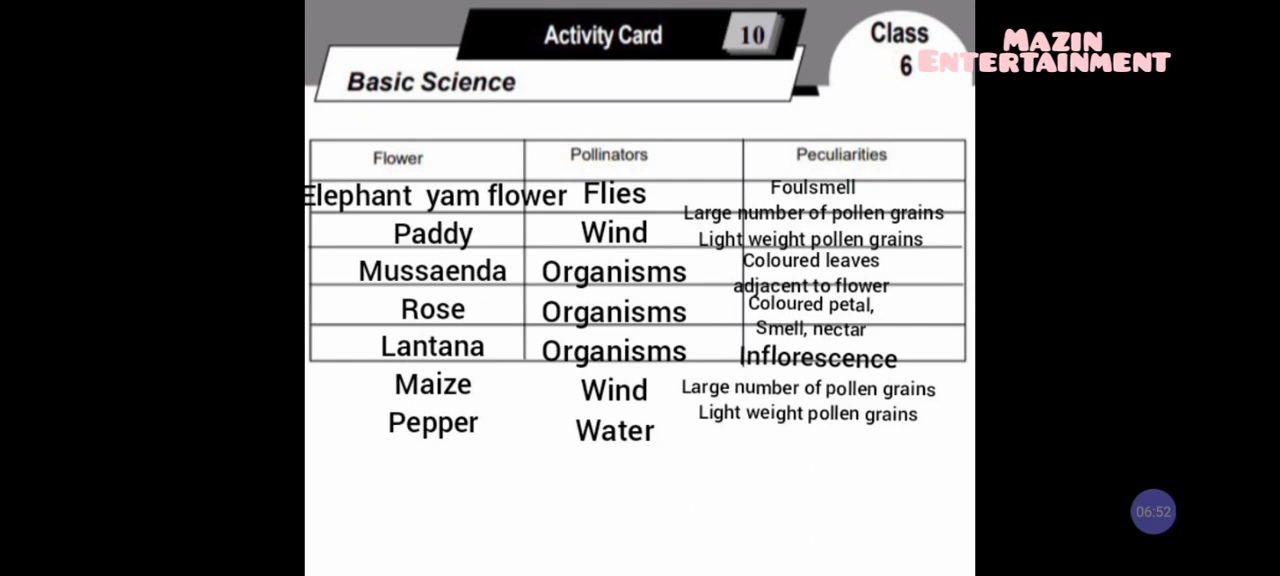 Activity Card 10
Class
6
Mazin
Entertainment
Basic Science
Flower Pollinators Peculiarities
Elephant yam flower Flies Foulsmell
Paddy Wind Large number of pollen grains
Light weight pollen grains
Mussaenda Organisms Coloured leaves
adjacent to flower
Rose Organisms Coloured petal,
Smell, nectar
Lantana Organisms Inflorescence
Maize Wind Large number of pollen grains
Light weight pollen grains
Pepper Water
06:52